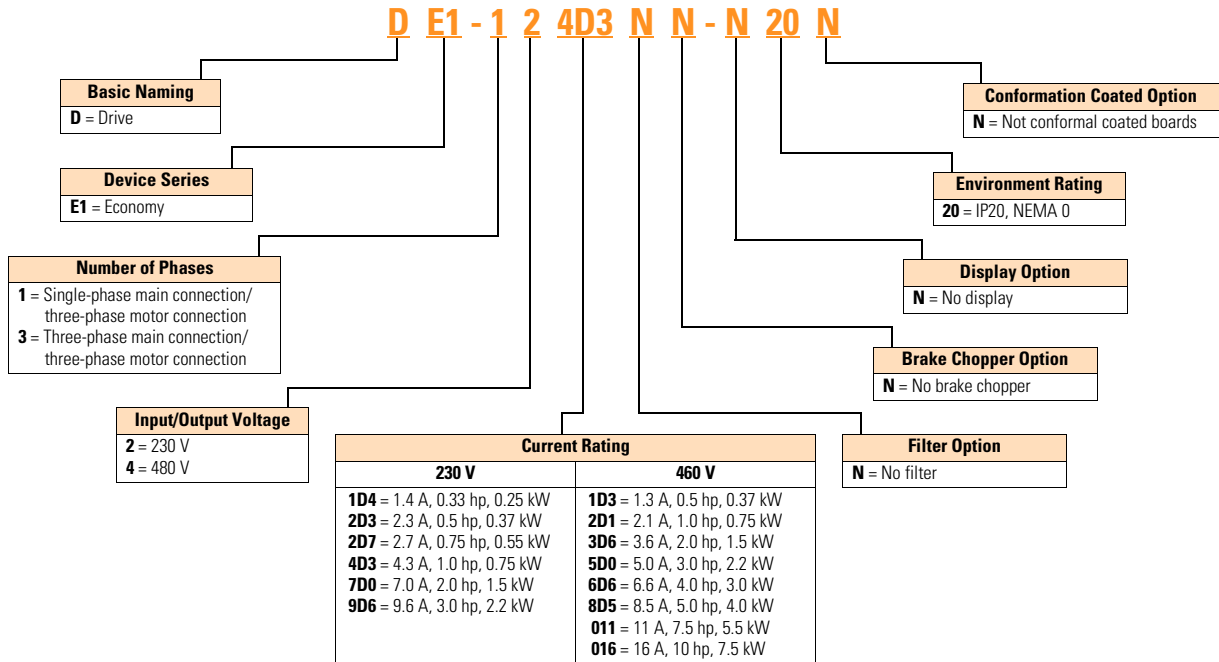 D E1 - 1 2 4D3 N N - N 20 N
Basic Naming
D = Drive
Device Series
E1 = Economy
Number of Phases
1 = Single-phase main connection/
three-phase motor connection
3 = Three-phase main connection/
three-phase motor connection
Input/Output Voltage
2 = 230 V
4 = 480 V
Current Rating
230 V
1D4 = 1.4 A, 0.33 hp, 0.25 kW
2D3 = 2.3 A, 0.5 hp, 0.37 kW
2D7 = 2.7 A, 0.75 hp, 0.55 kW
4D3 = 4.3 A, 1.0 hp, 0.75 kW
7D0 = 7.0 A, 2.0 hp, 1.5 kW
9D6 = 9.6 A, 3.0 hp, 2.2 kW
460 V
1D3 = 1.3 A, 0.5 hp, 0.37 kW
2D1 = 2.1 A, 1.0 hp, 0.75 kW
3D6 = 3.6 A, 2.0 hp, 1.5 kW
5D0 = 5.0 A, 3.0 hp, 2.2 kW
6D6 = 6.6 A, 4.0 hp, 3.0 kW
8D5 = 8.5 A, 5.0 hp, 4.0 kW
011 = 11 A, 7.5 hp, 5.5 kW
016 = 16 A, 10 hp, 7.5 kW
Conformation Coated Option
N = Not conformal coated boards
Environment Rating
20 = IP20, NEMA 0
Display Option
N = No display
Brake Chopper Option
N = No brake chopper
Filter Option
N = No filter